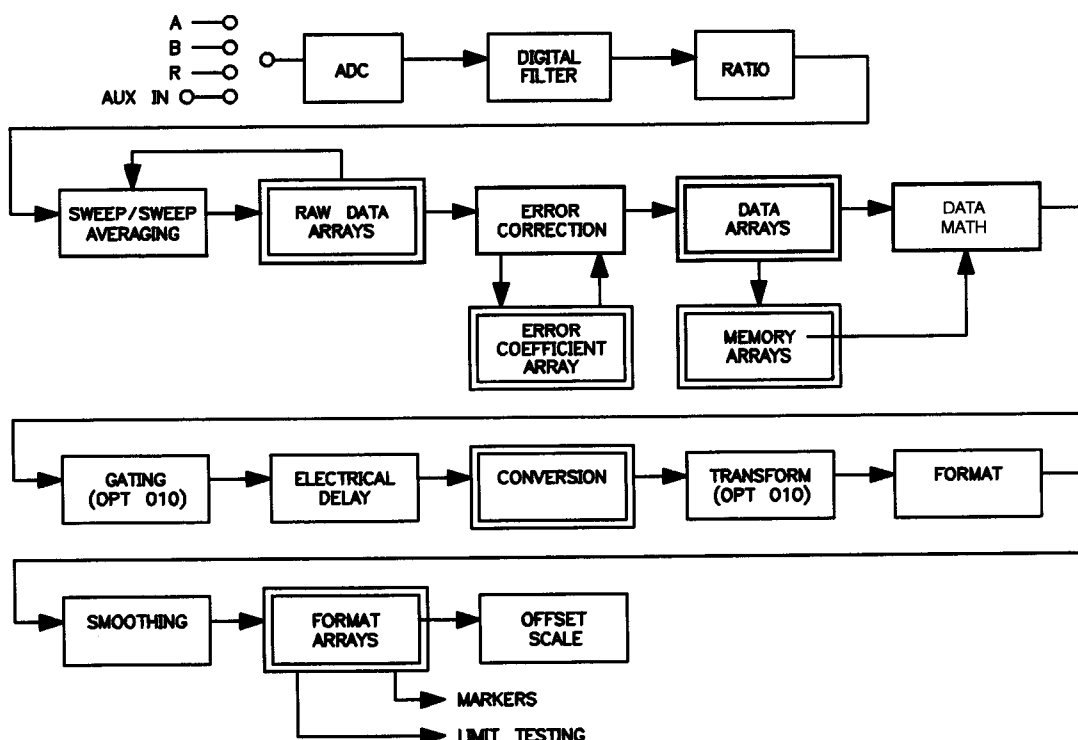 A
B
R
AUX IN
ADC
DIGITAL
FILTER
RATIO
SWEEP/SWEEP
AVERAGING
RAW DATA
ARRAYS
ERROR
CORRECTION
DATA
ARRAYS
DATA
MATH
ERROR
COEFFICIENT
ARRAY
MEMORY
ARRAYS
GATING
(OPT 010)
ELECTRICAL
DELAY
CONVERSION
TRANSFORM
(OPT 010)
FORMAT
SMOOTHING
FORMAT
ARRAYS
OFFSET
SCALE
MARKERS
LIMIT TESTING